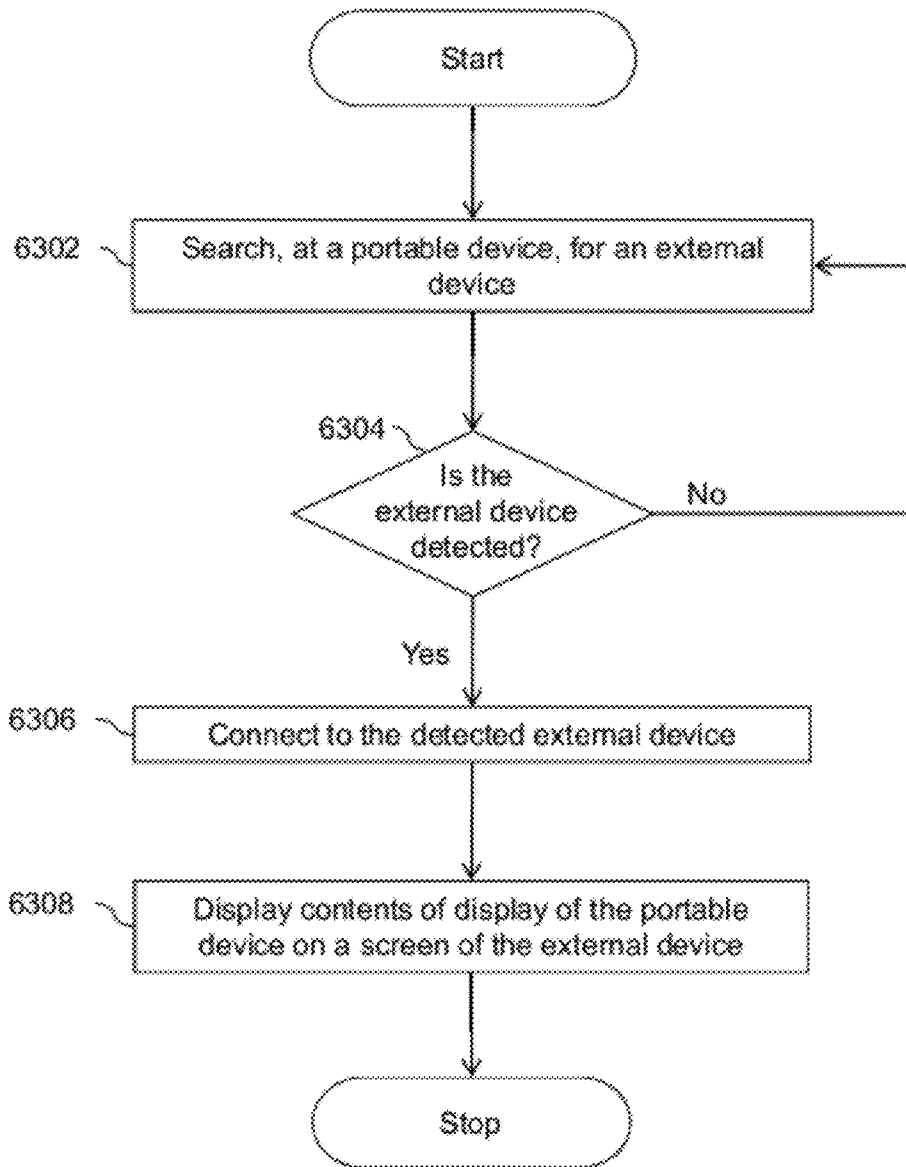 Start
6302
Search, at a portable device, for an external
device
6304
Is the
external device
detected?
No
Yes
6306
Connect to the detected external device
6308
Display contents of display of the portable
device on a screen of the external device
Stop